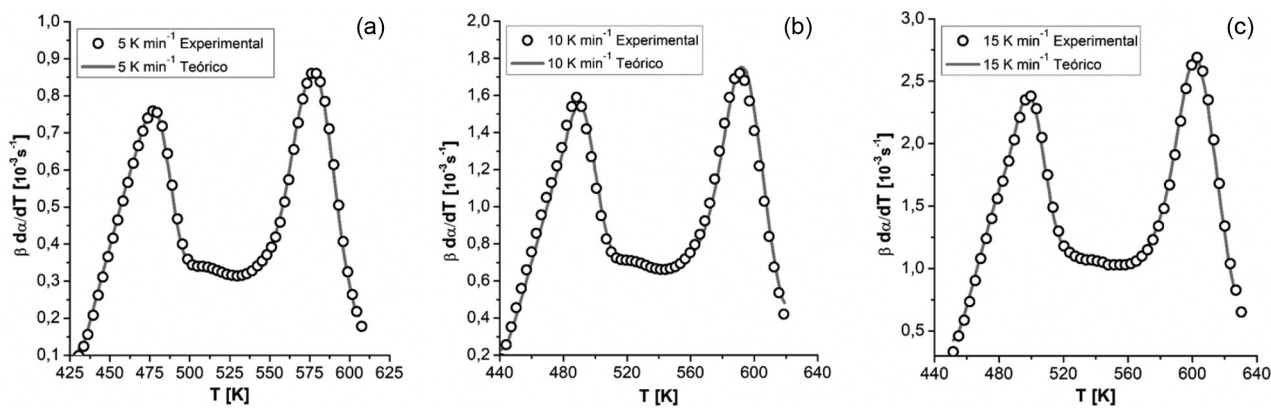 (a)
5 K min⁻¹ Experimental
5 K min⁻¹ Teórico
β dα/dT [10⁻³s⁻¹]
1,0
0,9
0,8
0,7
0,6
0,5
0,4
0,3
0,2
0,1
425 450 475 500 525 550 575 600 625
T [K]
(b)
10 K min⁻¹ Experimental
10 K min⁻¹ Teórico
β dα/dT [10⁻³s⁻¹]
2,0
1,8
1,6
1,4
1,2
1,0
0,8
0,6
0,4
0,2
440 480 520 560 600 640
T [K]
(c)
15 K min⁻¹ Experimental
15 K min⁻¹ Teórico
β dα/dT [10⁻³s⁻¹]
3,0
2,5
2,0
1,5
1,0
0,5
440 480 520 560 600 640
T [K]